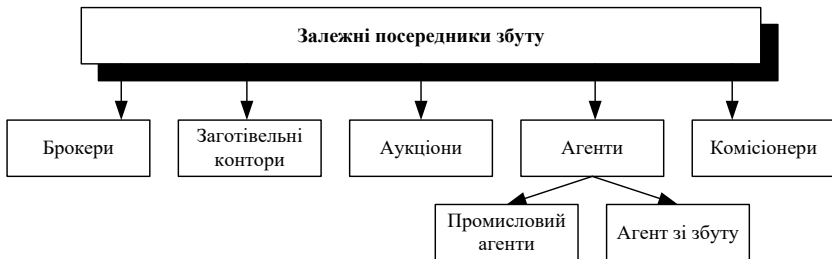 Залежні посередники збуту
Брокери
Заготівельні
контори
Аукціони
Агенти
Комісіонери
Промисловий
агенти
Агент зі збуту